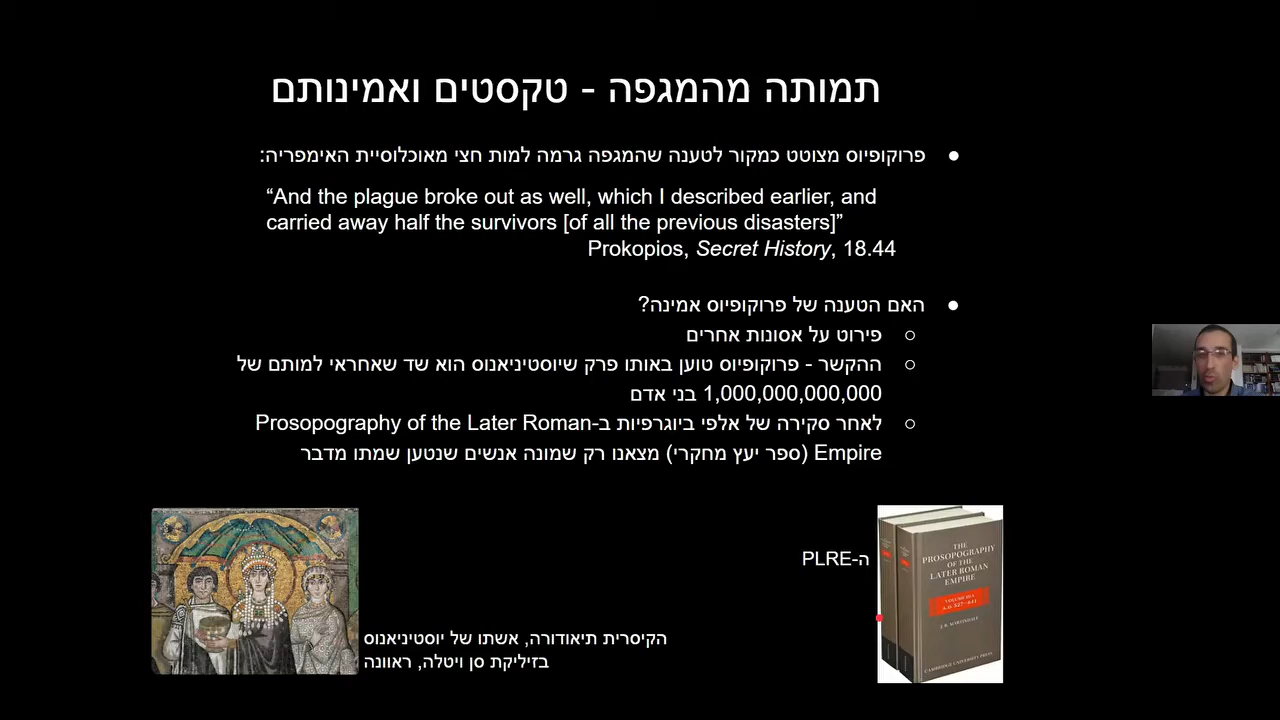 תמותה מהמגפה - טקסטים ואמינותם
● פרוקופיוס מצוטט כמקור לטענה שהמגפה גרמה למות חצי מאוכלוסיית האימפריה:
“And the plague broke out as well, which I described earlier, and
carried away half the survivors [of all the previous disasters]”
Prokopios, Secret History, 18.44
● האם הטענה של פרוקופיוס אמינה?
○ פירוט על אסונות אחרים
○ ההקשר - פרוקופיוס טוען באותו פרק שיוסטיניאנוס הוא שד שאחראי למותם של
1,000,000,000,000 בני אדם
○ לאחר סקירה של אלפי ביוגרפיות ב-Prosopography of the Later Roman
Empire (ספר יעץ מחקרי) מצאנו רק שמונה אנשים שנטען שמתו מדבר
ה-PLRE
THE
PROSOPOGRAPHY
OF THE
LATER ROMAN
EMPIRE
VOLUME III A
A.D. 527-641
J. R. MARTINDALE
CAMBRIDGE UNIVERSITY PRESS
הקיסרית תיאודורה, אשתו של יוסטיניאנוס
בזיליקת סן ויטלה, ראוונה